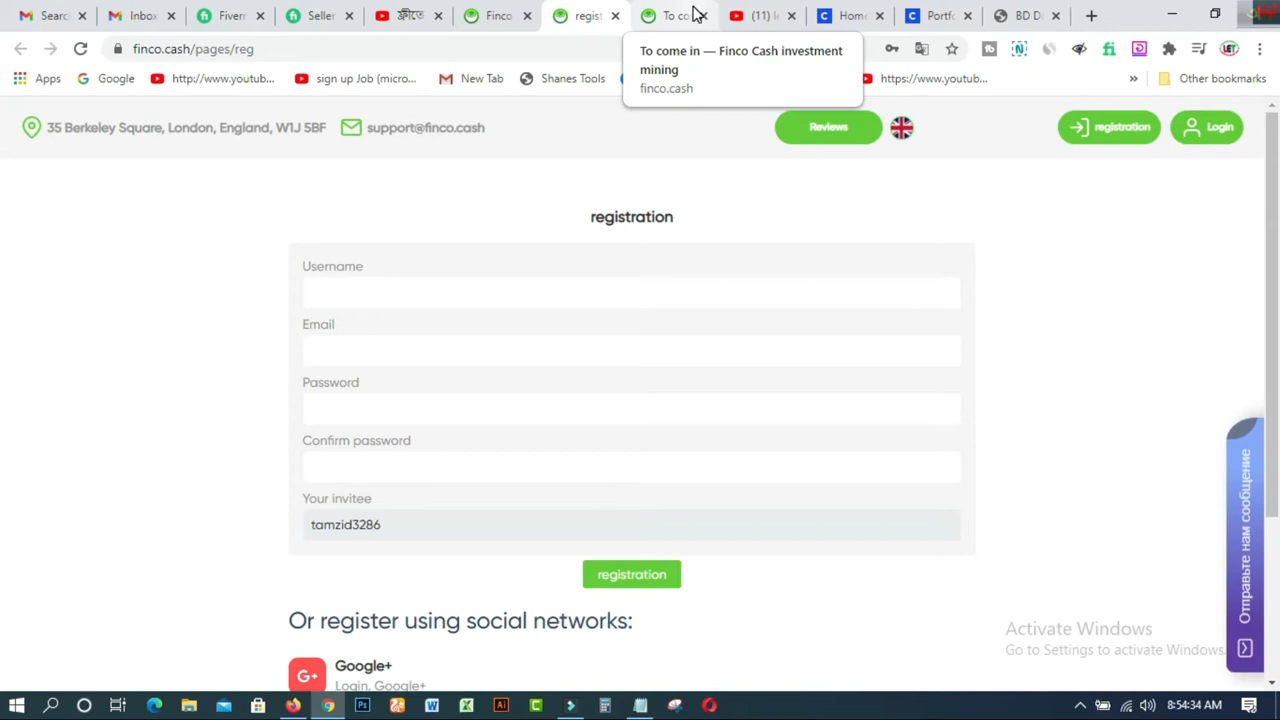 Searc
Inbox
Fiverr
Seller
Finco
regist
To co
(11) 
Home
Portfo
BD D
finco.cash/pages/reg
To come in — Finco Cash investment
mining
finco.cash
Apps
Google
http://www.youtub...
sign up Job (micro...
New Tab
Shanes Tools
https://www.youtub...
»
Other bookmarks
35 Berkeley Square, London, England, W1J 5BF
support@finco.cash
Reviews
registration
Login
registration
Username
Email
Password
Confirm password
Your invitee
tamzid3286
registration
Or register using social networks:
G+
Google+
Login, Google+
Отправьте нам сообщение
Activate Windows
Go to Settings to activate Windows.
8:54:34 AM